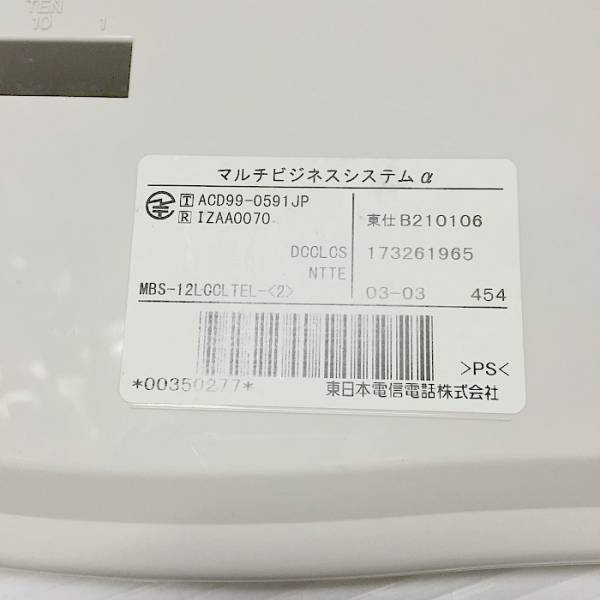 TEN
10 1
マルチビジネスシステムα
T ACD99-0591JP
R IZAA0070
東仕 B210106
DCCLCS 173261965
NTTE
MBS-12LCCLTEL-<2> 03-03 454
*00350277* 東日本電信電話株式会社 >PS<